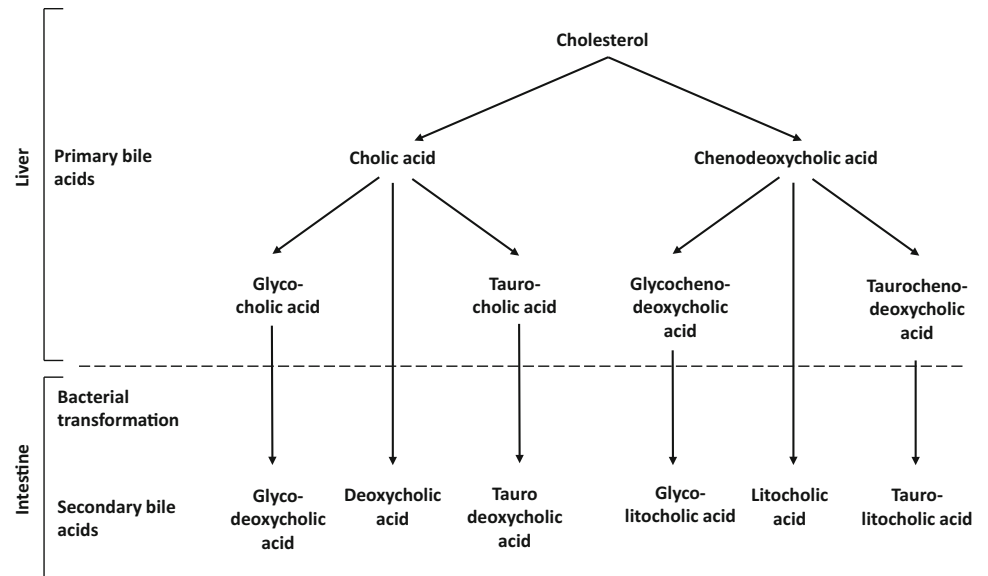 Cholesterol
Liver
Primary bile
acids
Cholic acid
Chenodeoxycholic acid
Glyco-
cholic acid
Tauro-
cholic acid
Glycocheno-
deoxycholic
acid
Taurocheno-
deoxycholic
acid
Intestine
Bacterial
transformation
Secondary bile
acids
Glyco-
deoxycholic
acid
Deoxycholic
acid
Tauro
deoxycholic
acid
Glyco-
litocholic acid
Litocholic
acid
Tauro-
litocholic acid